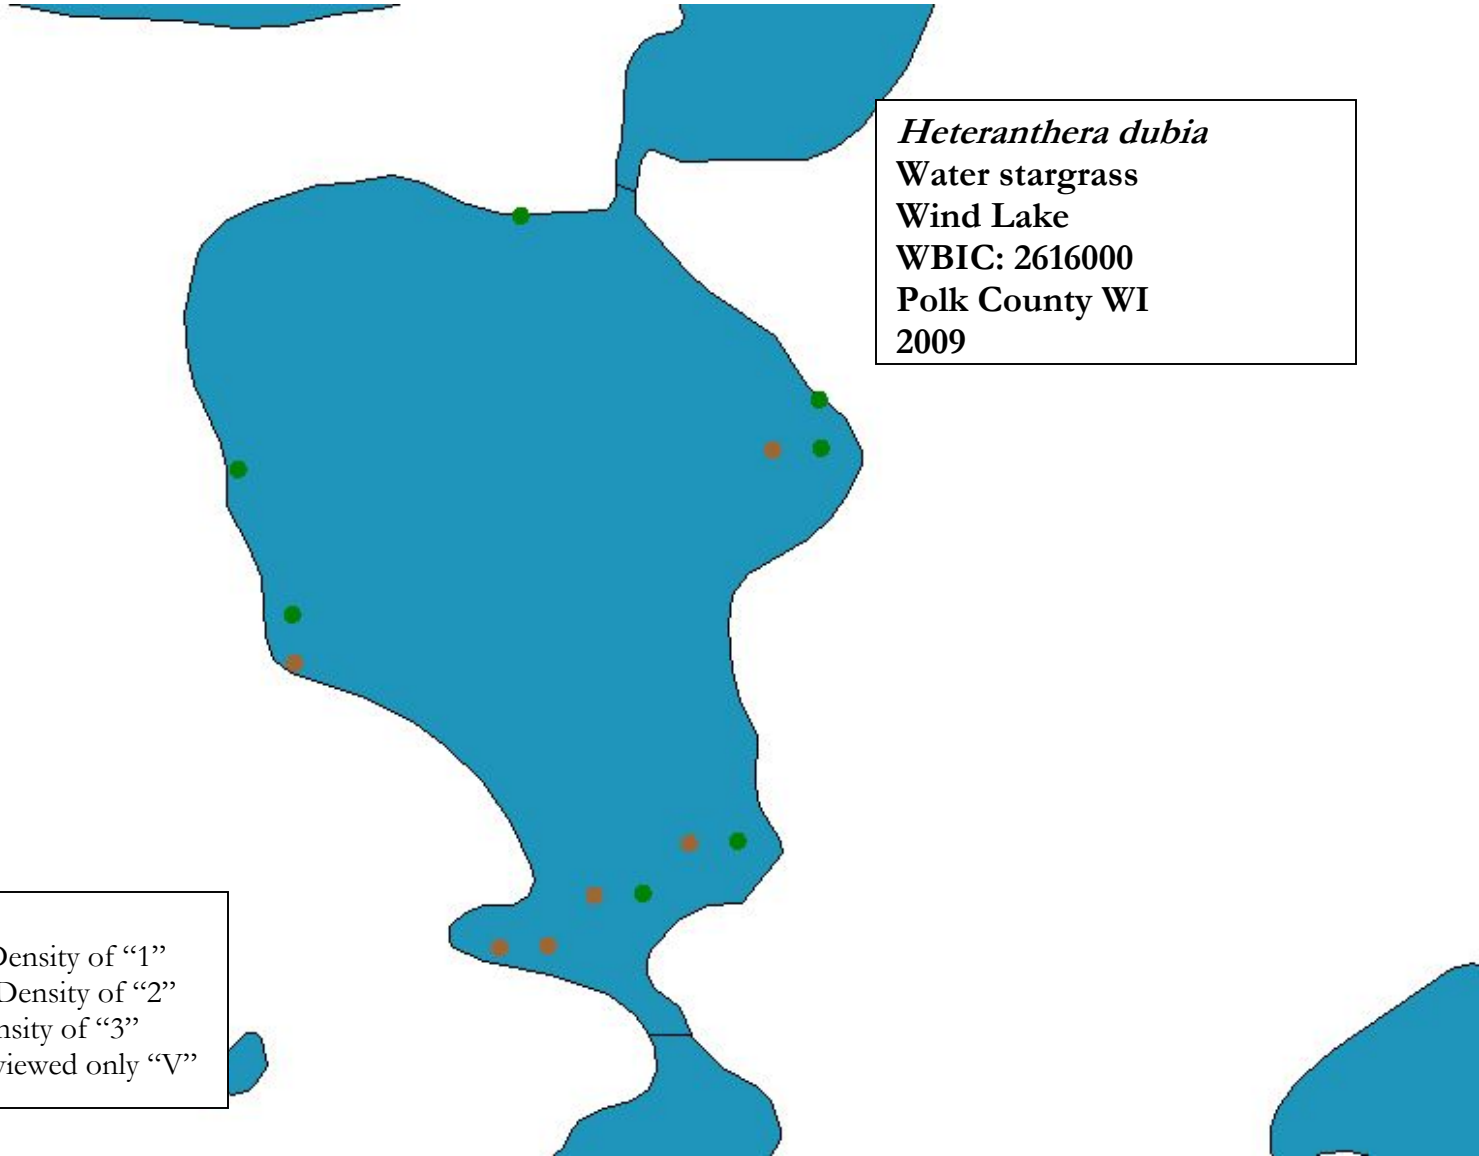 Heteranthera dubia
Water stargrass
Wind Lake
WBIC: 2616000
Polk County WI
2009
Density of “1”
Density of “2”
nsity of “3”
viewed only “V”